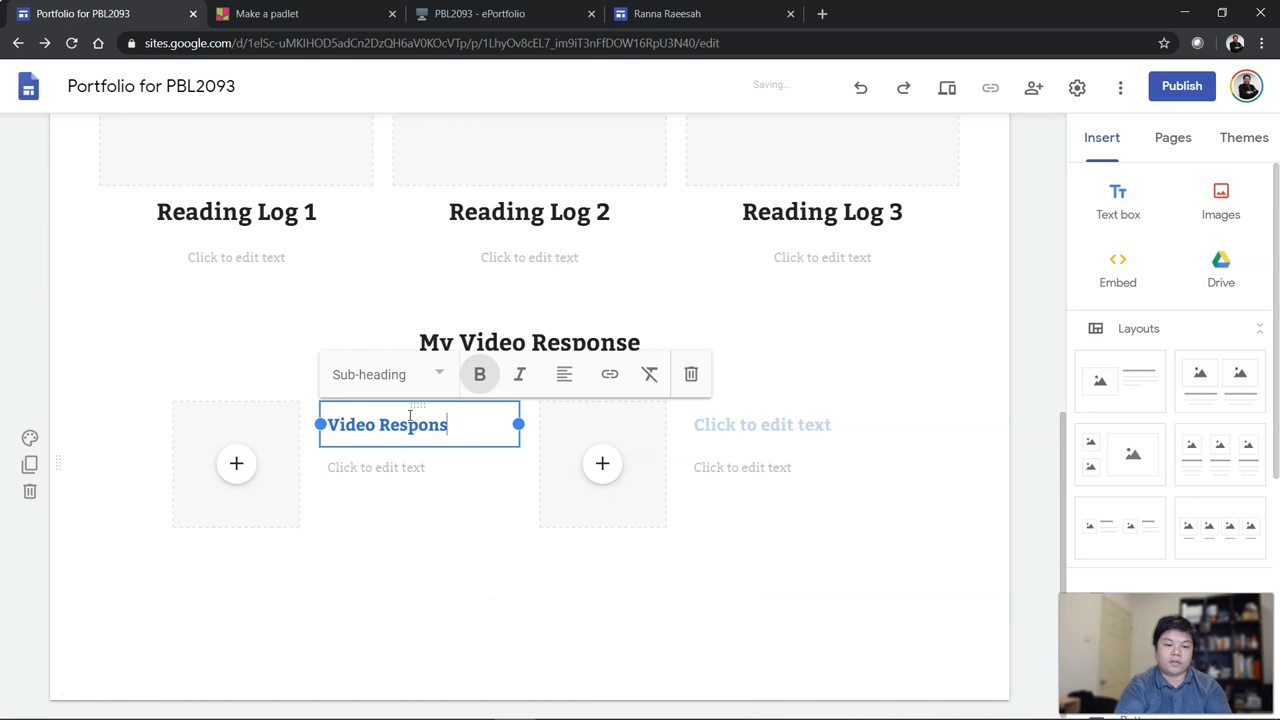 Portfolio for PBL2093
Make a padlet
PBL2093 - ePortfolio
Ranna Raeesah
sites.google.com/d/1elSc-uMKIHOD5adCn2DzQH6aV0KOcVTp/p/1LhyOv8cEL7_im9iT3nFfDOW16RpU3N40/edit
Portfolio for PBL2093
Saving...
Publish
Insert
Pages
Themes
Reading Log 1
Reading Log 2
Reading Log 3
Click to edit text
Click to edit text
Click to edit text
Text box
Images
Embed
Drive
Layouts
My Video Response
Sub-heading
B
I
Video Respons
Click to edit text
Click to edit text
Click to edit text